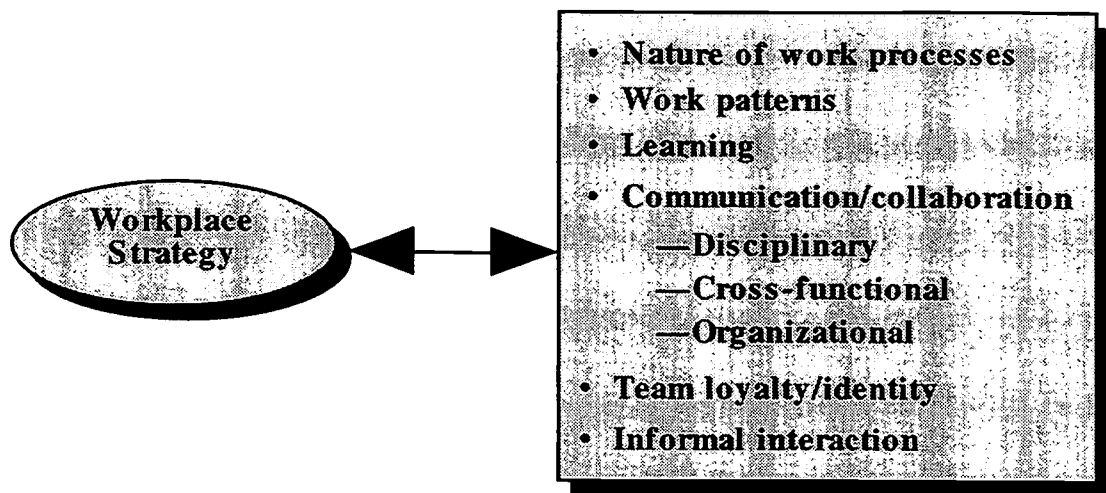 Workplace
Strategy
• Nature of work processes
• Work patterns
• Learning
• Communication/collaboration
—Disciplinary
—Cross-functional
—Organizational
• Team loyalty/identity
• Informal interaction